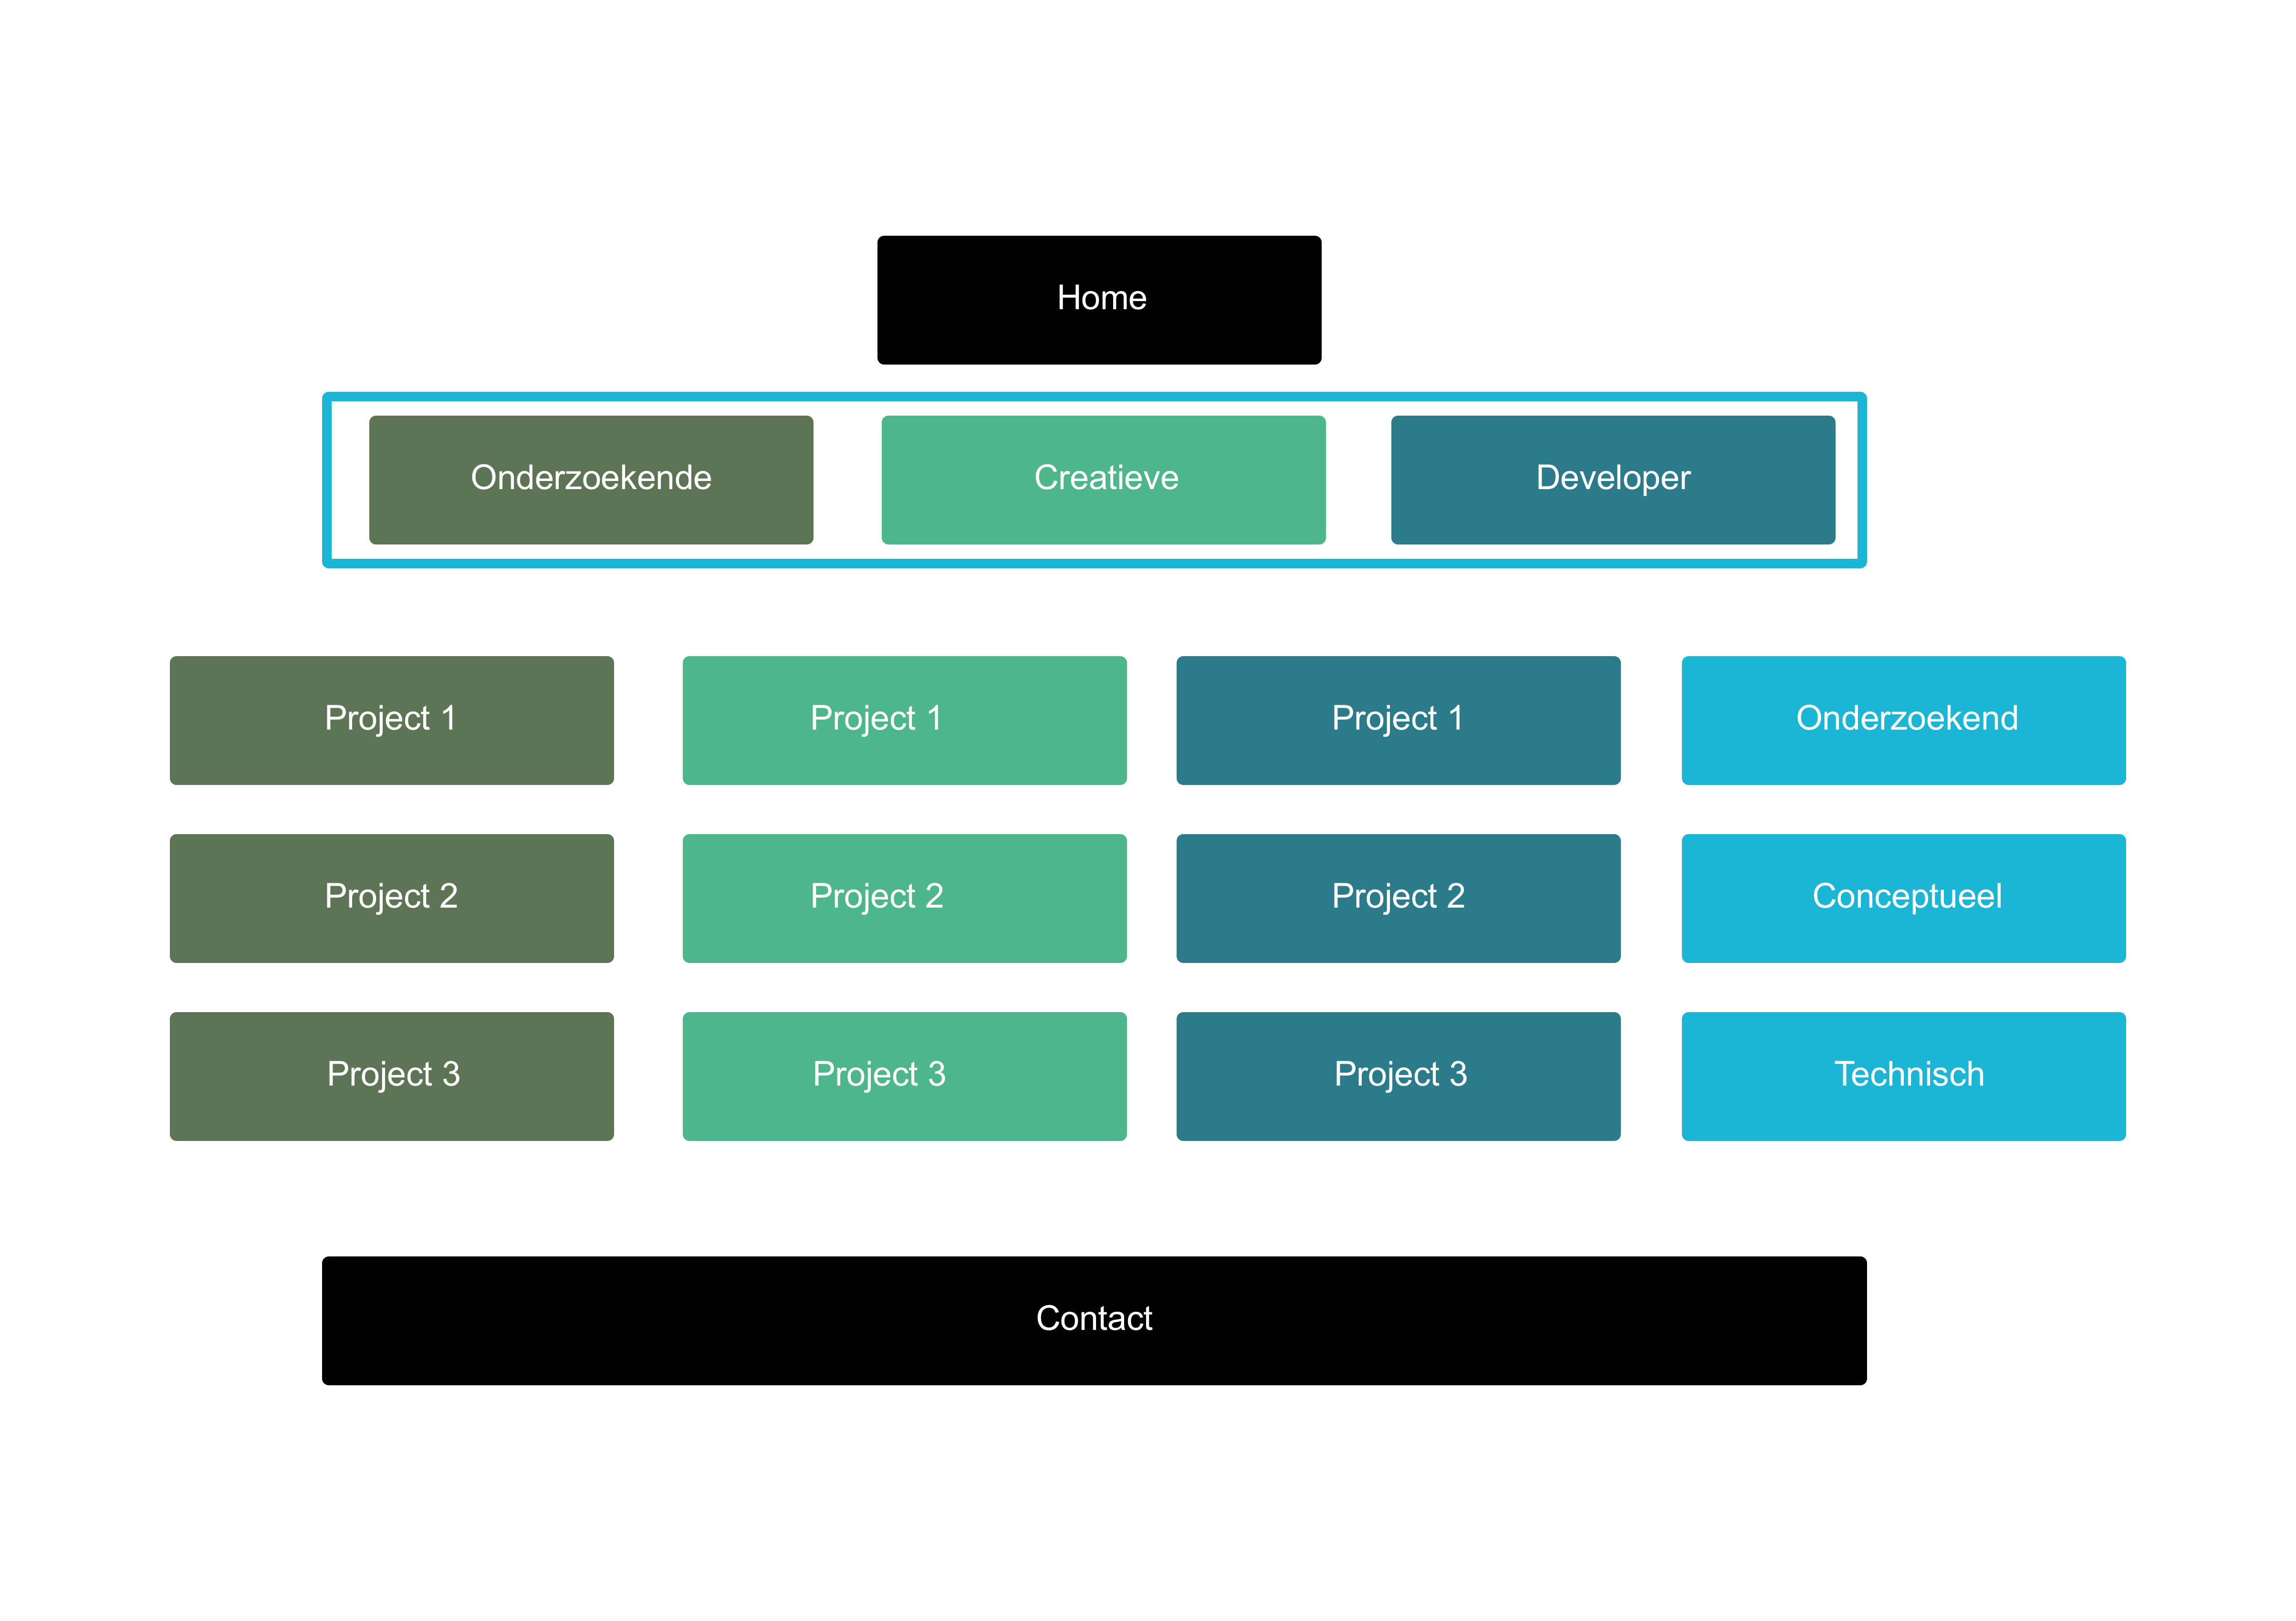 Home
Onderzoekende
Creatieve
Developer
Project 1
Project 1
Project 1
Onderzoekend
Project 2
Project 2
Project 2
Conceptueel
Project 3
Project 3
Project 3
Technisch
Contact